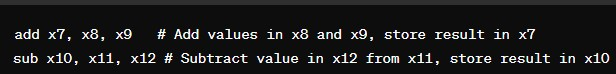 add x7, x8, x9   # Add values in x8 and x9, store result in x7
sub x10, x11, x12 # Subtract value in x12 from x11, store result in x10